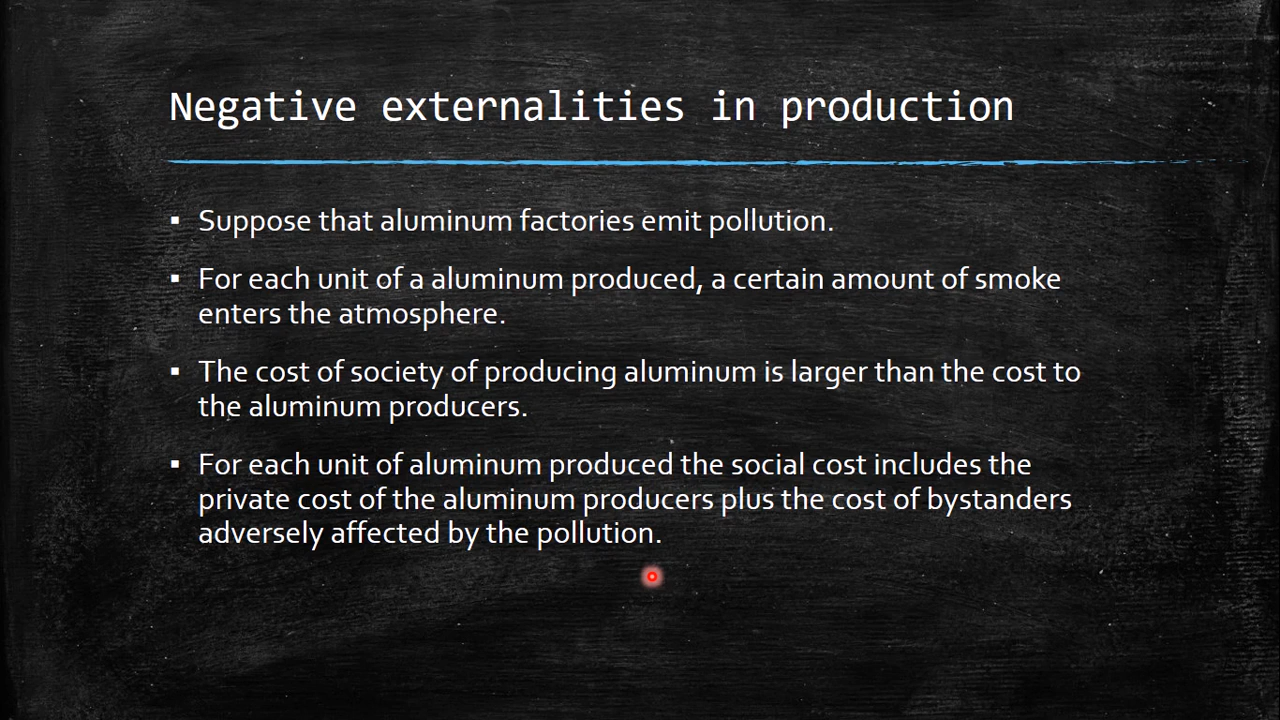 Negative externalities in production
▪ Suppose that aluminum factories emit pollution.
▪ For each unit of a aluminum produced, a certain amount of smoke
enters the atmosphere.
▪ The cost of society of producing aluminum is larger than the cost to
the aluminum producers.
▪ For each unit of aluminum produced the social cost includes the
private cost of the aluminum producers plus the cost of bystanders
adversely affected by the pollution.